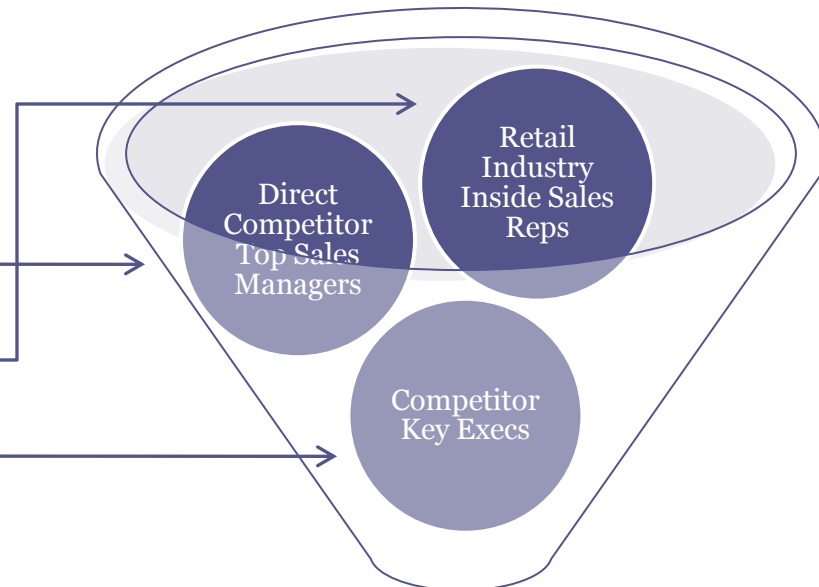 Retail
Industry
Inside Sales
Reps
Direct
Competitor
Top Sales
Managers
Competitor
Key Execs